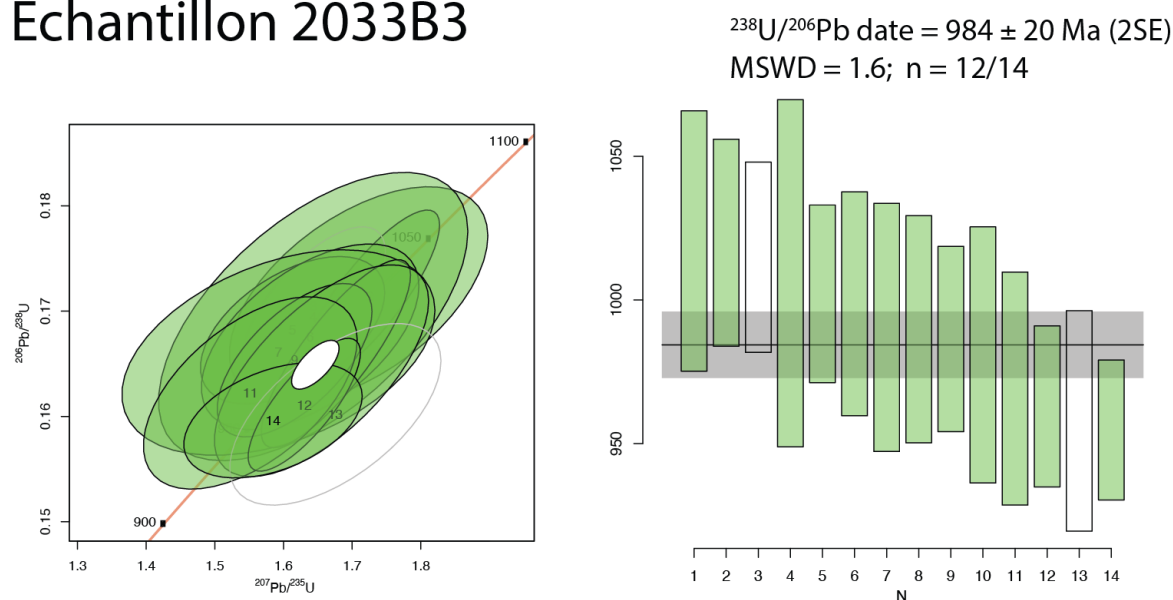 Echantillon 2033B3
²³⁸U/²⁰⁶Pb date = 984 ± 20 Ma (2SE)
MSWD = 1.6; n = 12/14
1100
1050
900
7
11
12
13
14
0.18
0.17
0.16
0.15
²⁰⁶Pb/²³⁸U
1.3 1.4 1.5 1.6 1.7 1.8
²⁰⁷Pb/²³⁵U
1050
1000
950
1 2 3 4 5 6 7 8 9 10 11 12 13 14
N